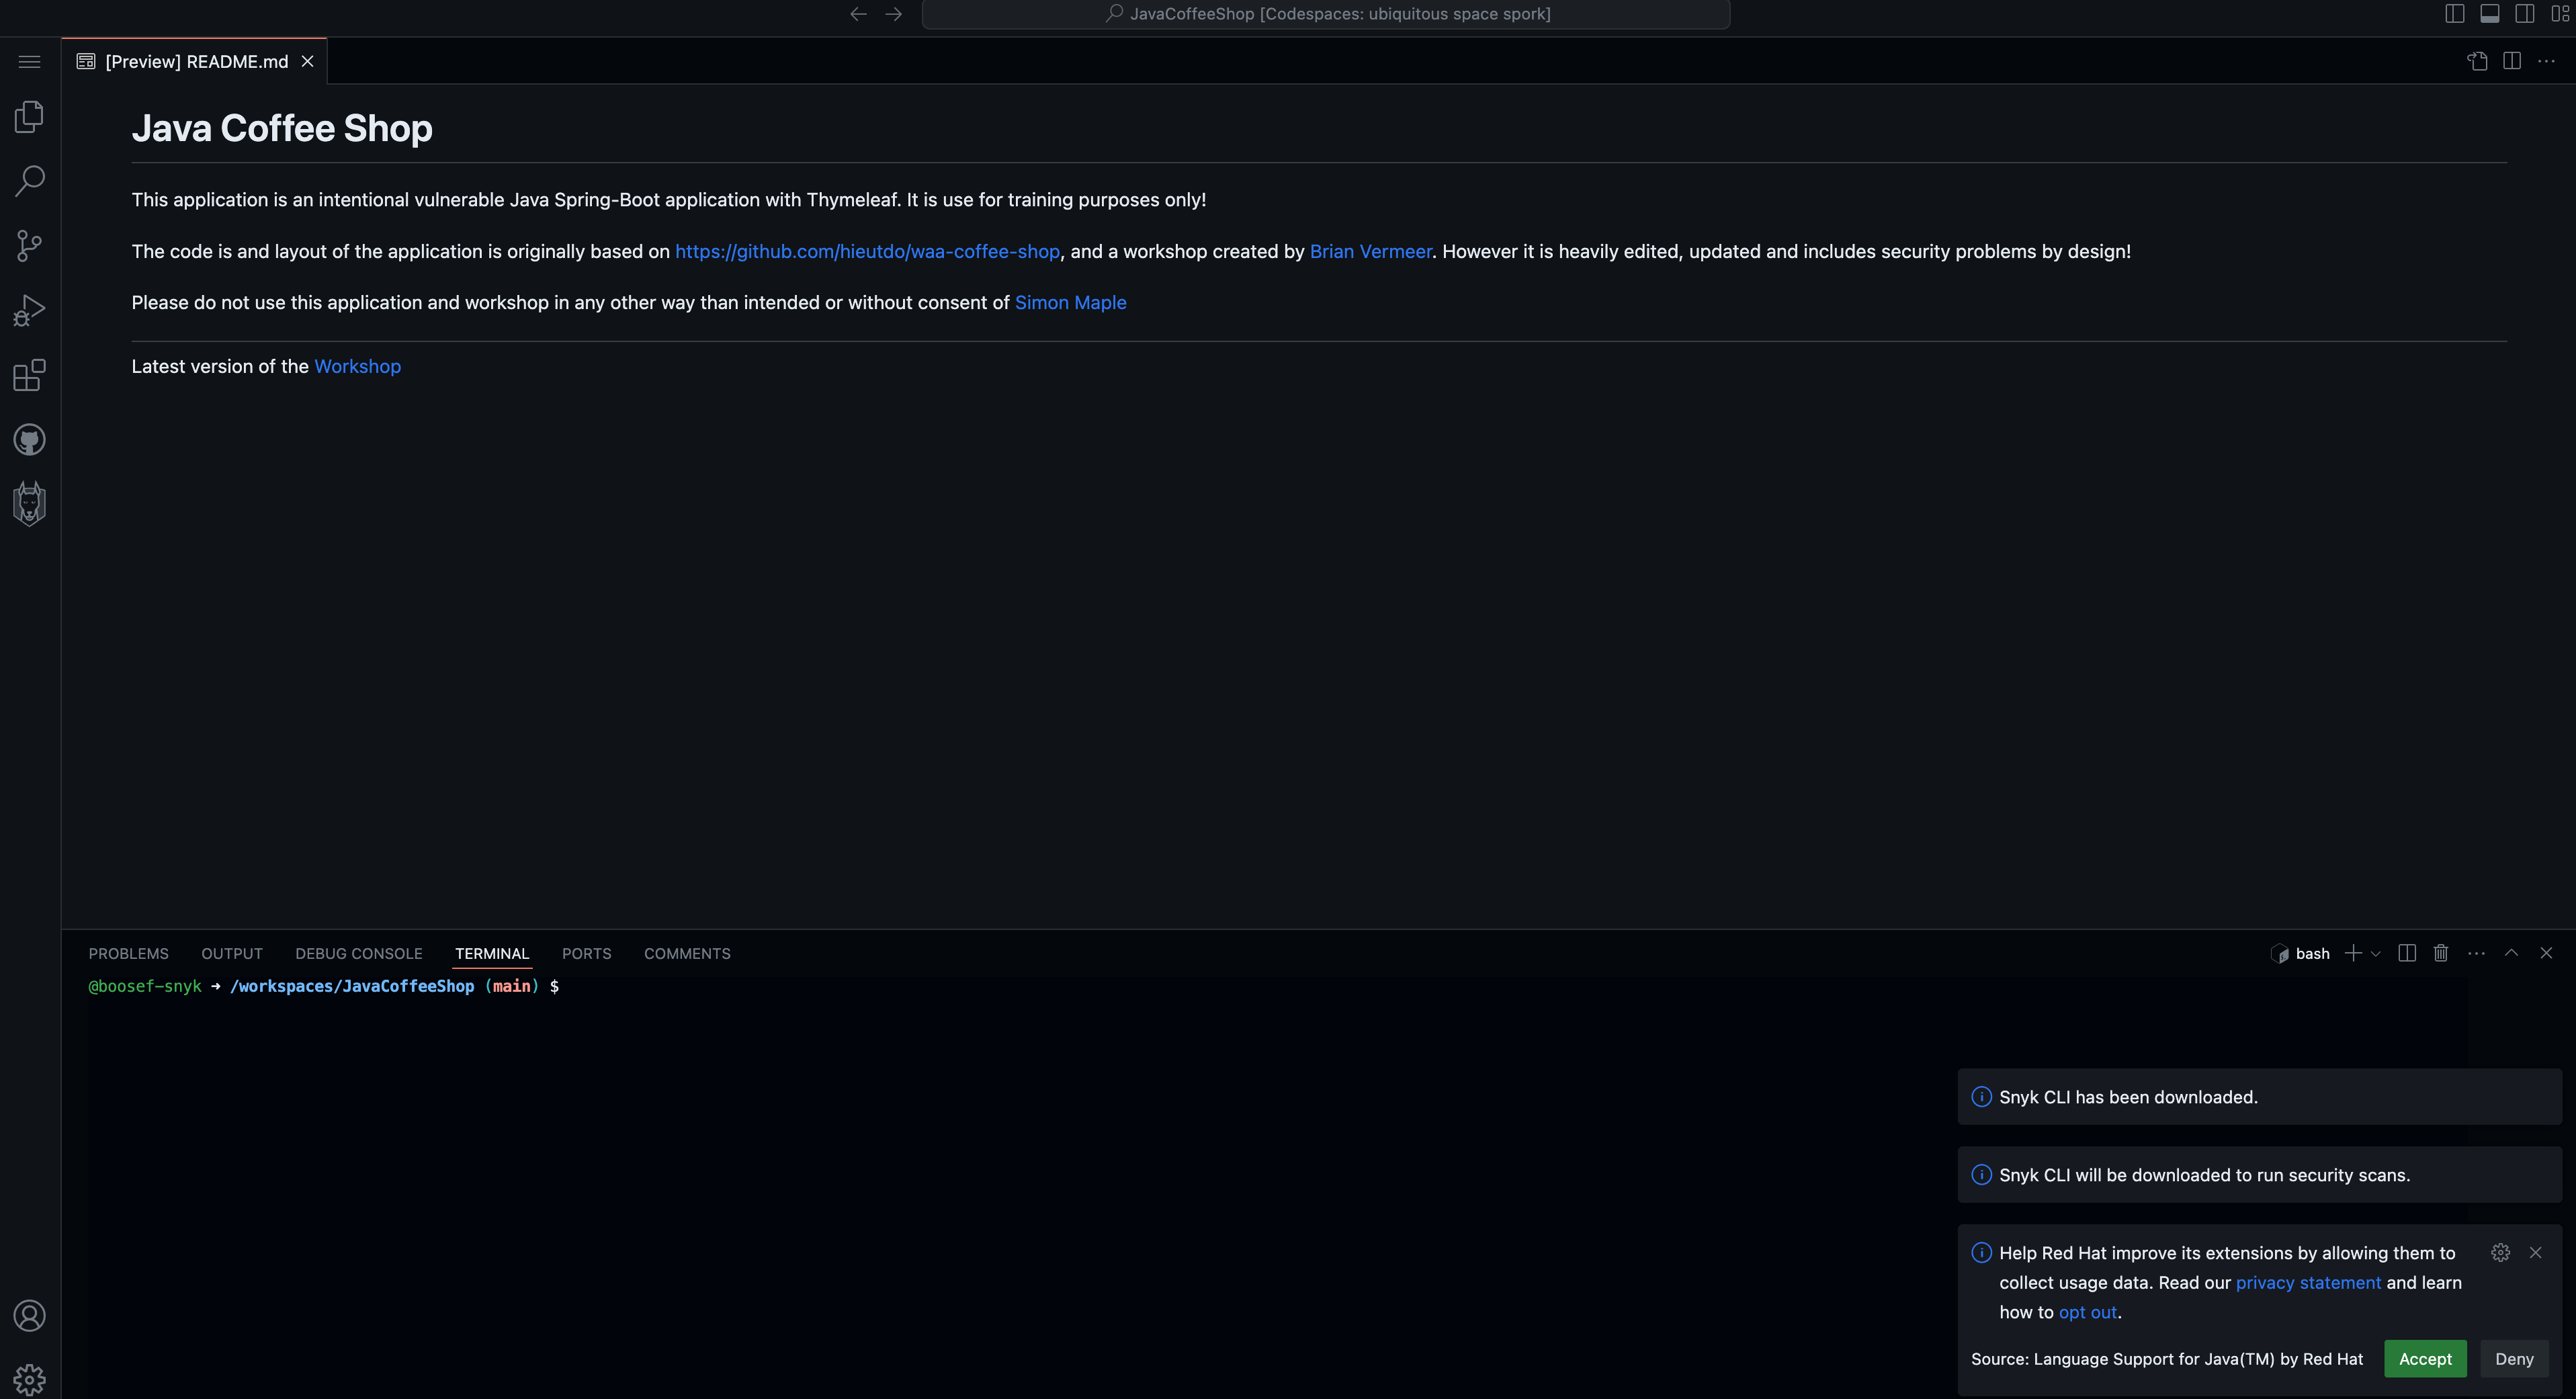 JavaCoffeeShop [Codespaces: ubiquitous space spork]
[Preview] README.md
Java Coffee Shop
This application is an intentional vulnerable Java Spring-Boot application with Thymeleaf. It is use for training purposes only!
The code is and layout of the application is originally based on https://github.com/hieutdo/waa-coffee-shop, and a workshop created by Brian Vermeer. However it is heavily edited, updated and includes security problems by design!
Please do not use this application and workshop in any other way than intended or without consent of Simon Maple
Latest version of the Workshop
PROBLEMS OUTPUT DEBUG CONSOLE TERMINAL PORTS COMMENTS bash
@boosef-snyk → /workspaces/JavaCoffeeShop (main) $
Snyk CLI has been downloaded.
Snyk CLI will be downloaded to run security scans.
Help Red Hat improve its extensions by allowing them to
collect usage data. Read our privacy statement and learn
how to opt out.
Source: Language Support for Java(TM) by Red Hat Accept Deny